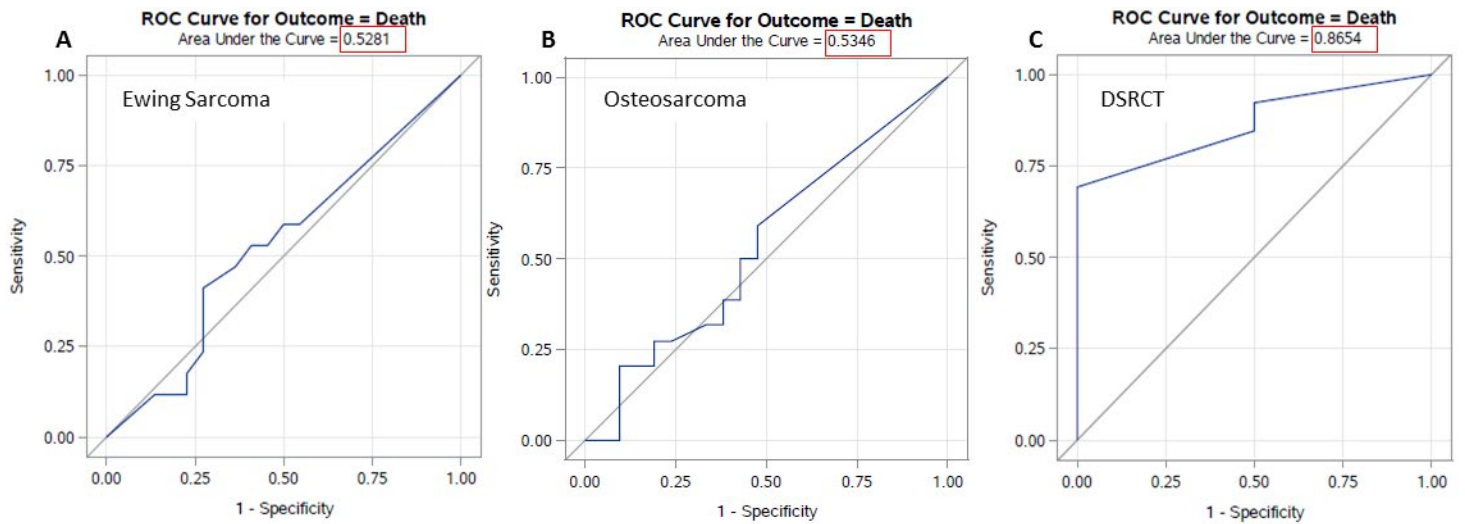 A
ROC Curve for Outcome = Death
Area Under the Curve = 0.5281
Ewing Sarcoma
1.00
0.75
0.50
0.25
0.00
Sensitivity
0.00 0.25 0.50 0.75 1.00
1 - Specificity
B
ROC Curve for Outcome = Death
Area Under the Curve = 0.5346
Osteosarcoma
1.00
0.75
0.50
0.25
0.00
Sensitivity
0.00 0.25 0.50 0.75 1.00
1 - Specificity
C
ROC Curve for Outcome = Death
Area Under the Curve = 0.8654
DSRCT
1.00
0.75
0.50
0.25
0.00
Sensitivity
0.00 0.25 0.50 0.75 1.00
1 - Specificity